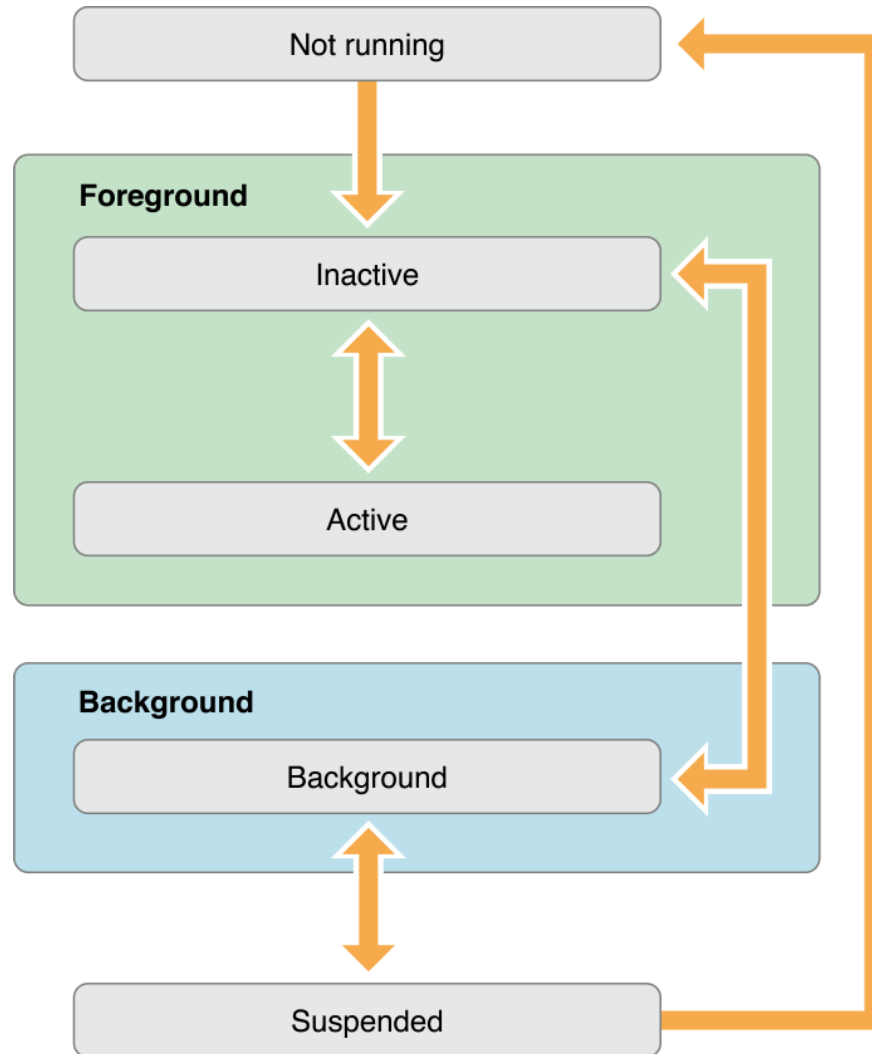 Not running
Foreground
Inactive
Active
Background
Background
Suspended